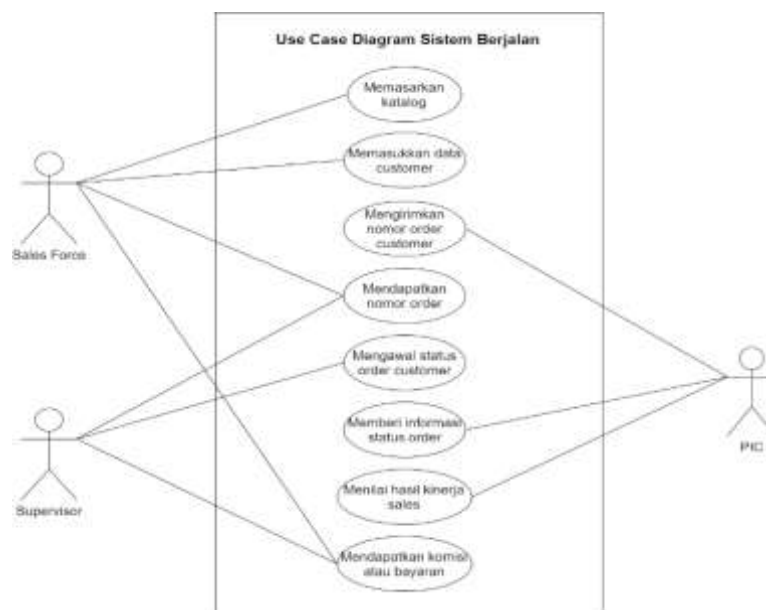 Use Case Diagram Sistem Berjalan
Memasarkan
katalog
Memasukkan data
customer
Mengirimkan
nomor order
customer
Sales Force
Mendapatkan
nomor order
Mengawal status
order customer
Memberi informasi
status order
PIC
Menilai hasil kinerja
sales
Supervisor
Mendapatkan komisi
atau bayaran